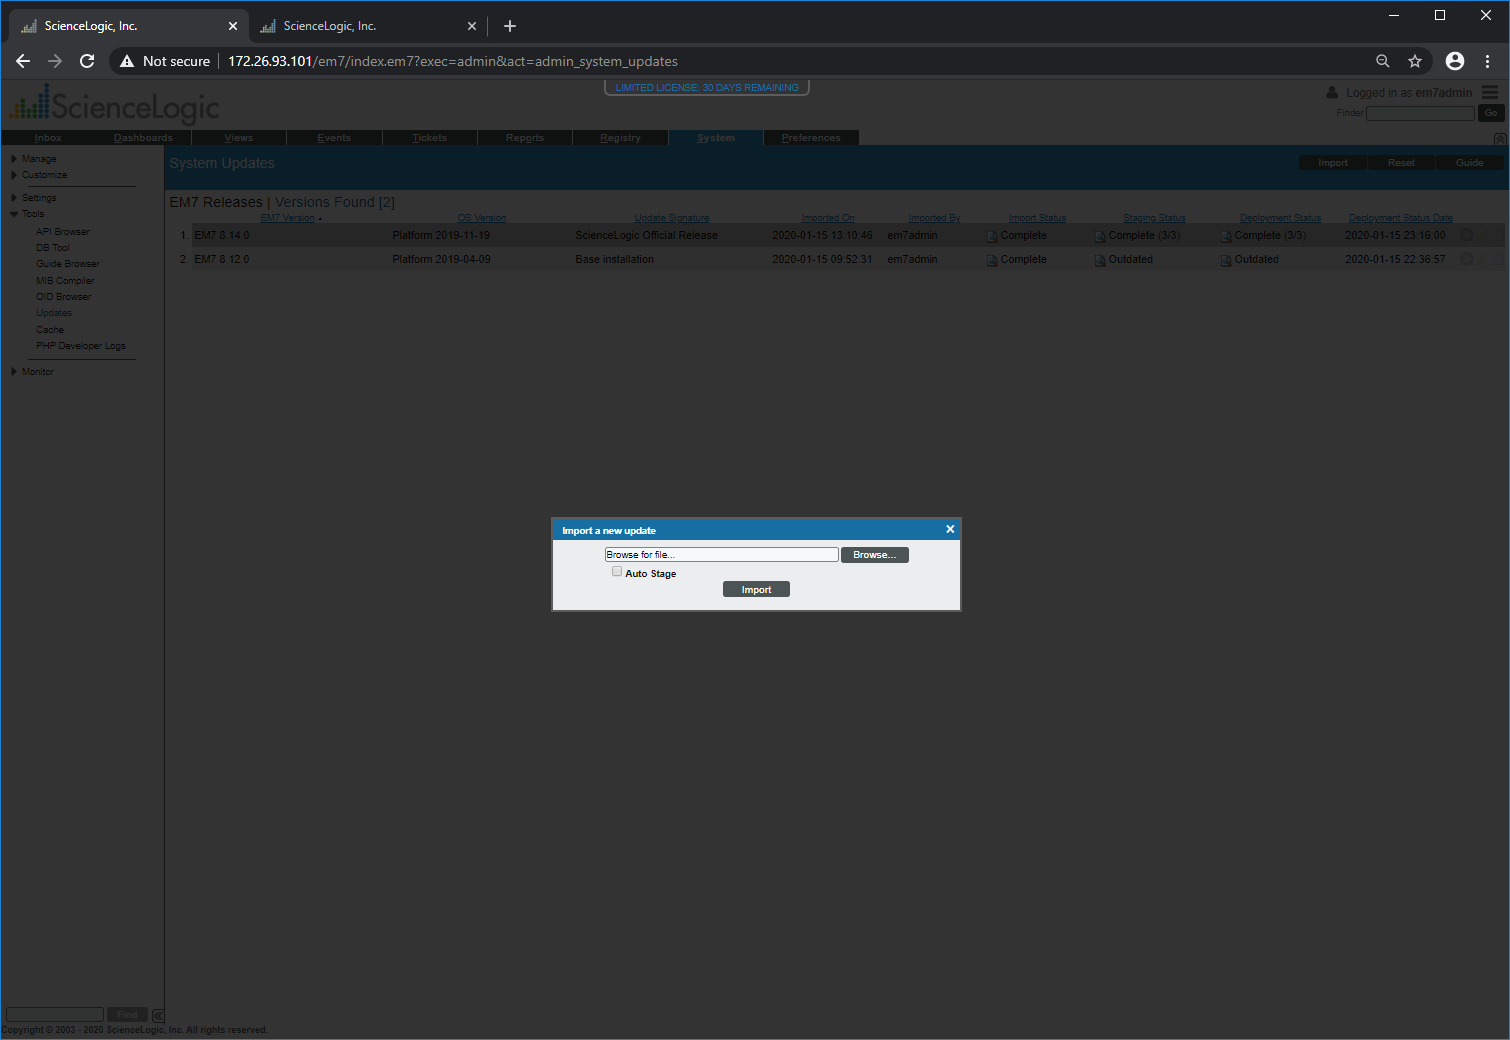 ScienceLogic, Inc.
ScienceLogic, Inc.
Not secure
172.26.93.101/em7/index.em7?exec=admin&act=admin_system_updates
ScienceLogic
LIMITED LICENSE: 30 DAYS REMAINING
Logged in as em7admin
Finder
Go
Inbox Dashboards Views Events Tickets Reports Registry System Preferences
Manage
Customize
Settings
Tools
API Browser
DB Tool
Guide Browser
MIB Compiler
OID Browser
Updates
Cache
PHP Developer Logs
Monitor
System Updates
Import Reset Guide
EM7 Releases | Versions Found [2]
EM7 Version OS Version Update Signature Imported On Imported By Import Status Staging Status Deployment Status Deployment Status Date
1. EM7 8.14.0 Platform 2019-11-19 ScienceLogic Official Release 2020-01-15 13:10:46 em7admin Complete Complete (3/3) Complete (3/3) 2020-01-15 23:16:00
2. EM7 8.12.0 Platform 2019-04-09 Base installation 2020-01-15 09:52:31 em7admin Complete Outdated Outdated 2020-01-15 22:36:57
Import a new update
Browse for file...
Browse...
Auto Stage
Import
Find
Copyright © 2003 - 2020 ScienceLogic, Inc. All rights reserved.